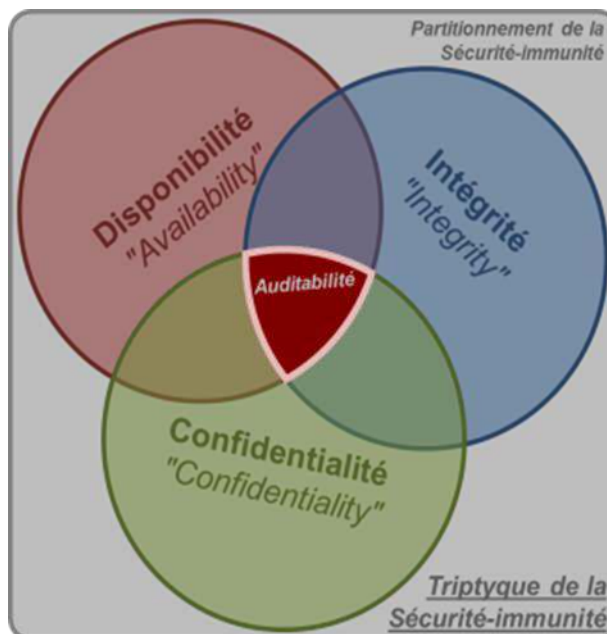 Partitionnement de la
Sécurité-immunité
Disponibilité
"Availability"
Intégrité
"Integrity"
Auditabilité
Confidentialité
"Confidentiality"
Triptyque de la
Sécurité-immunité